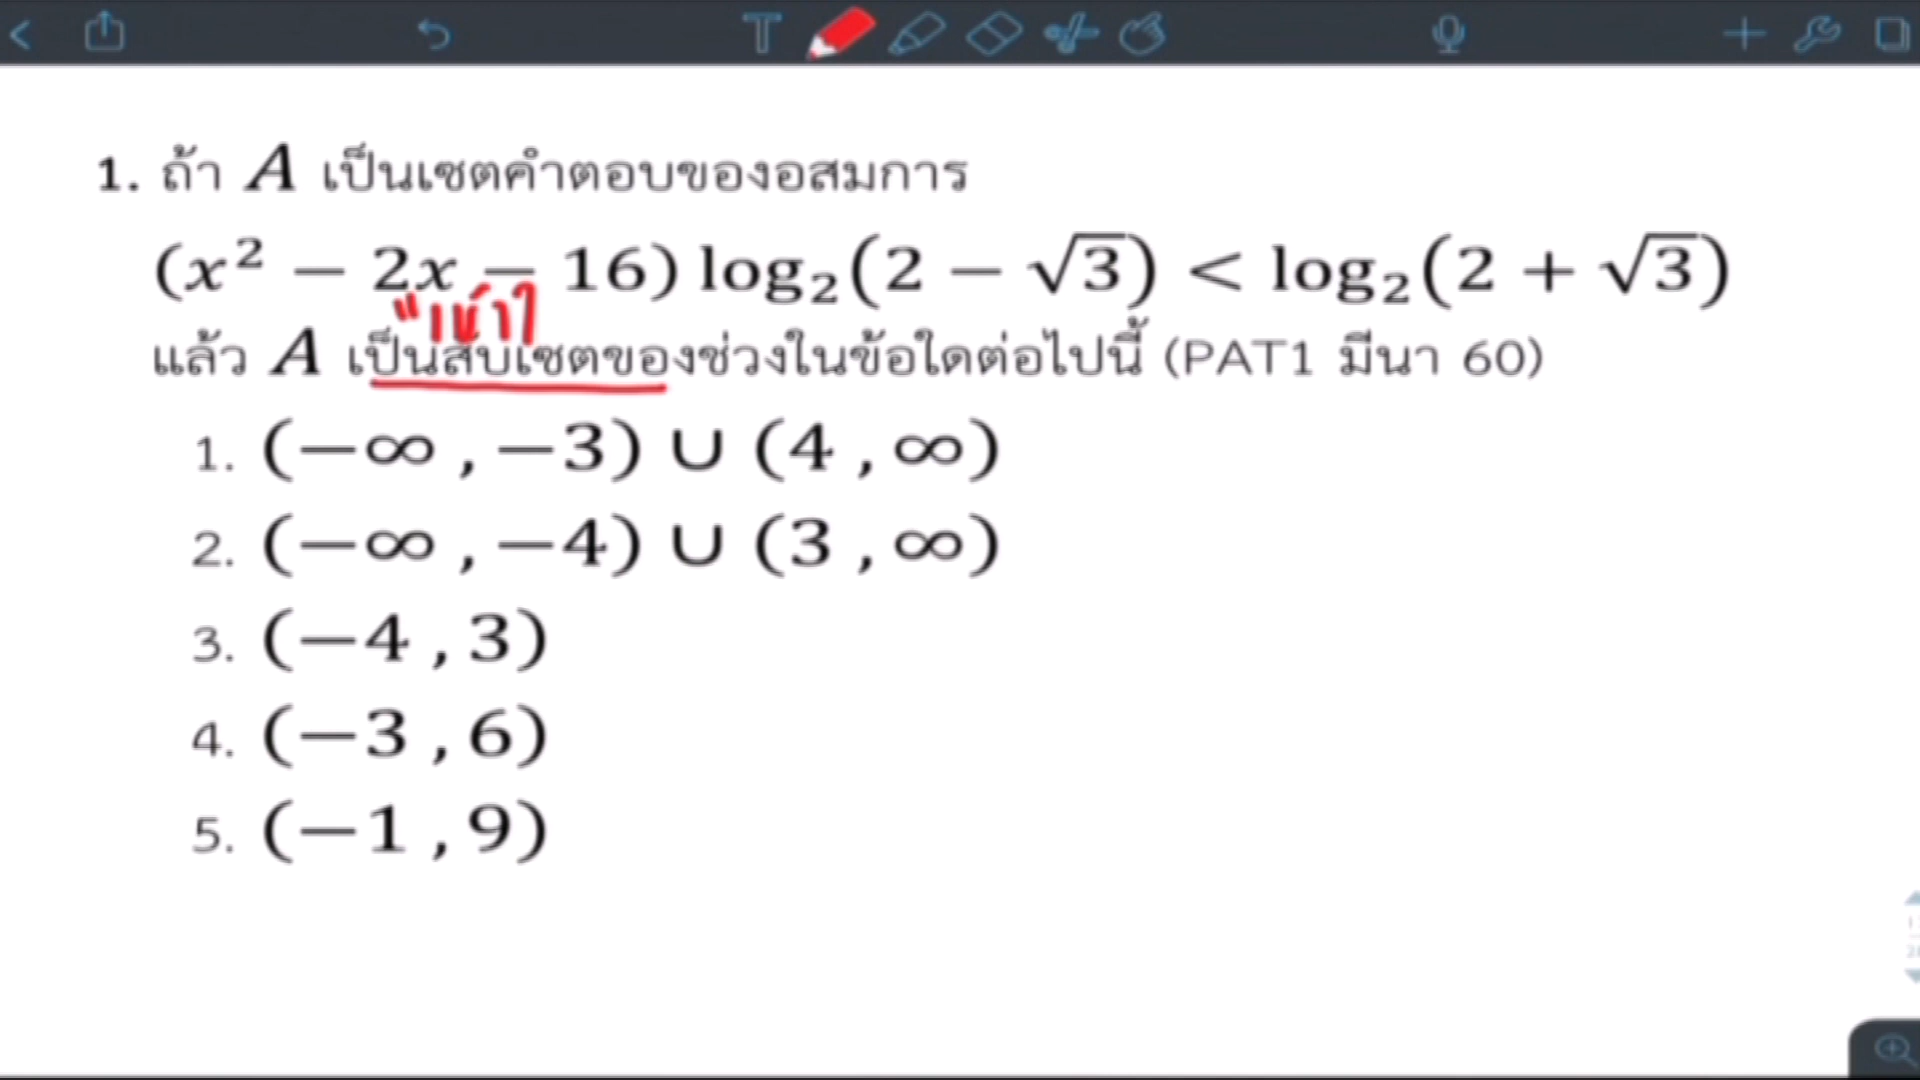 1. ถ้า A เป็นเซตคำตอบของอสมการ
(x² − 2x − 16) log₂(2 − √3) < log₂(2 + √3)
แล้ว A เป็นสับเซตของช่วงในข้อใดต่อไปนี้ (PAT1 มีนา 60)
1. (−∞ , −3) ∪ (4 , ∞)
2. (−∞ , −4) ∪ (3 , ∞)
3. (−4 , 3)
4. (−3 , 6)
5. (−1 , 9)